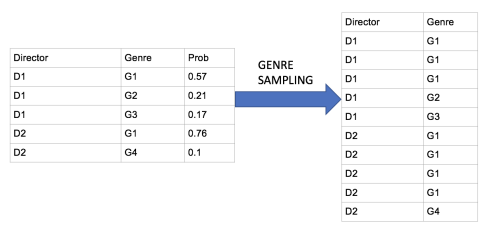 Director Genre Prob
D1 G1 0.57
D1 G2 0.21
D1 G3 0.17
D2 G1 0.76
D2 G4 0.1
GENRE
SAMPLING
Director Genre
D1 G1
D1 G1
D1 G1
D1 G2
D1 G3
D2 G1
D2 G1
D2 G1
D2 G1
D2 G4